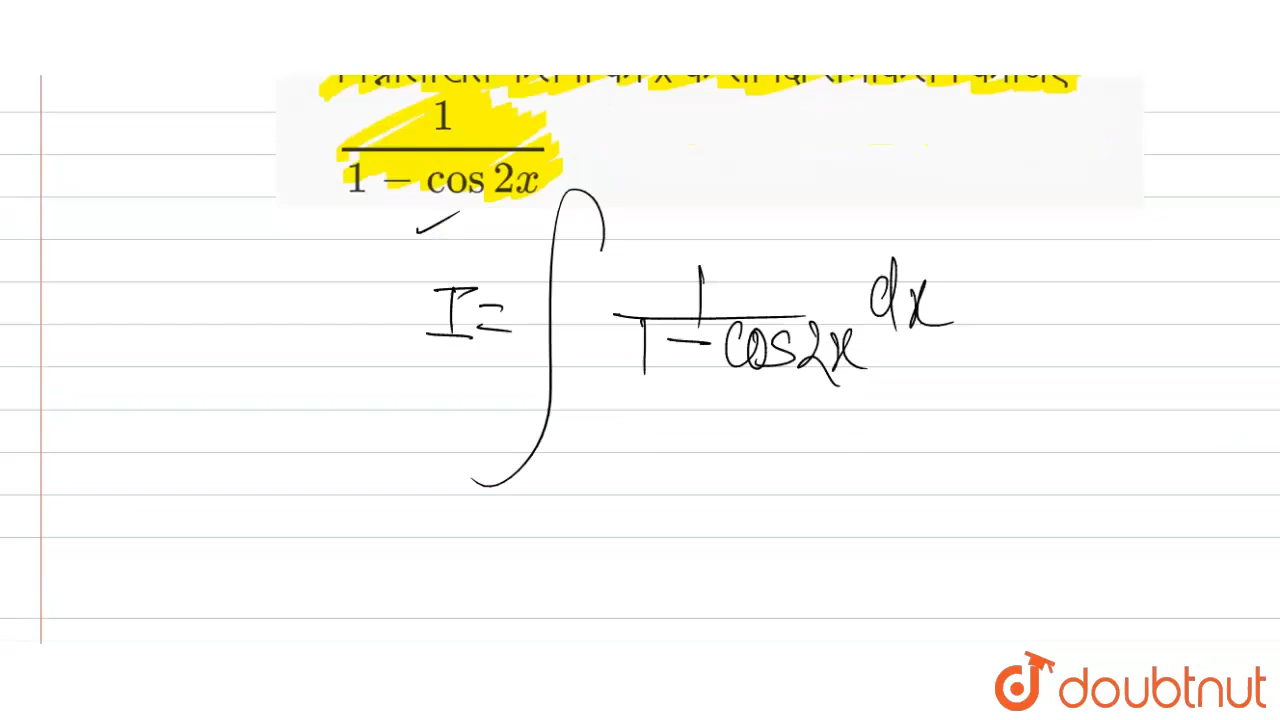 1
1 − cos 2x
I = ∫ 1
1 − cos2x dx
doubtnut